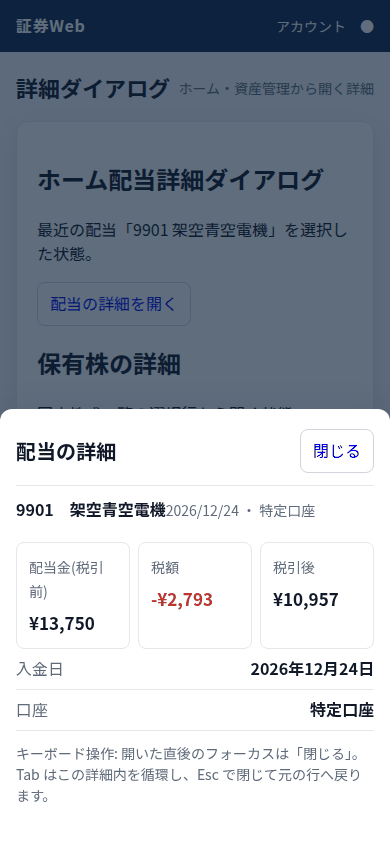 証券Web
アカウント
詳細ダイアログ
ホーム・資産管理から開く詳細
ホーム配当詳細ダイアログ
最近の配当「9901 架空青空電機」を選択し
た状態。
配当の詳細を開く
保有株の詳細
配当の詳細
閉じる
9901　架空青空電機2026/12/24 ・ 特定口座
配当金(税引
前)
¥13,750
税額
-¥2,793
税引後
¥10,957
入金日
2026年12月24日
口座
特定口座
キーボード操作: 開いた直後のフォーカスは「閉じる」。
Tab はこの詳細内を循環し、Esc で閉じて元の行へ戻り
ます。